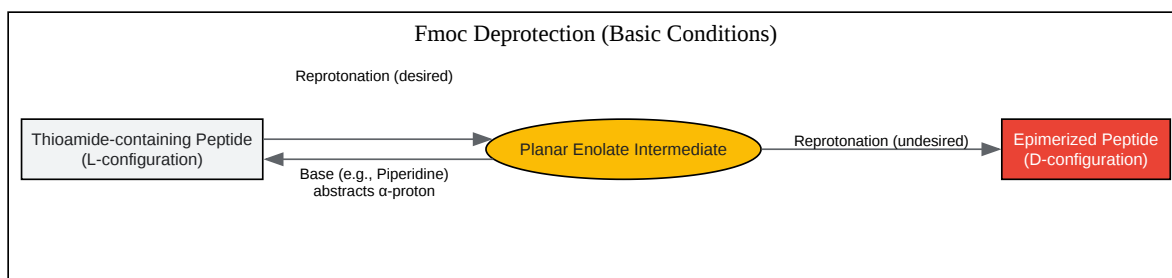 Fmoc Deprotection (Basic Conditions)
Reprotonation (desired)
Thioamide-containing Peptide
(L-configuration)
Base (e.g., Piperidine)
abstracts α-proton
Planar Enolate Intermediate
Reprotonation (undesired)
Epimerized Peptide
(D-configuration)